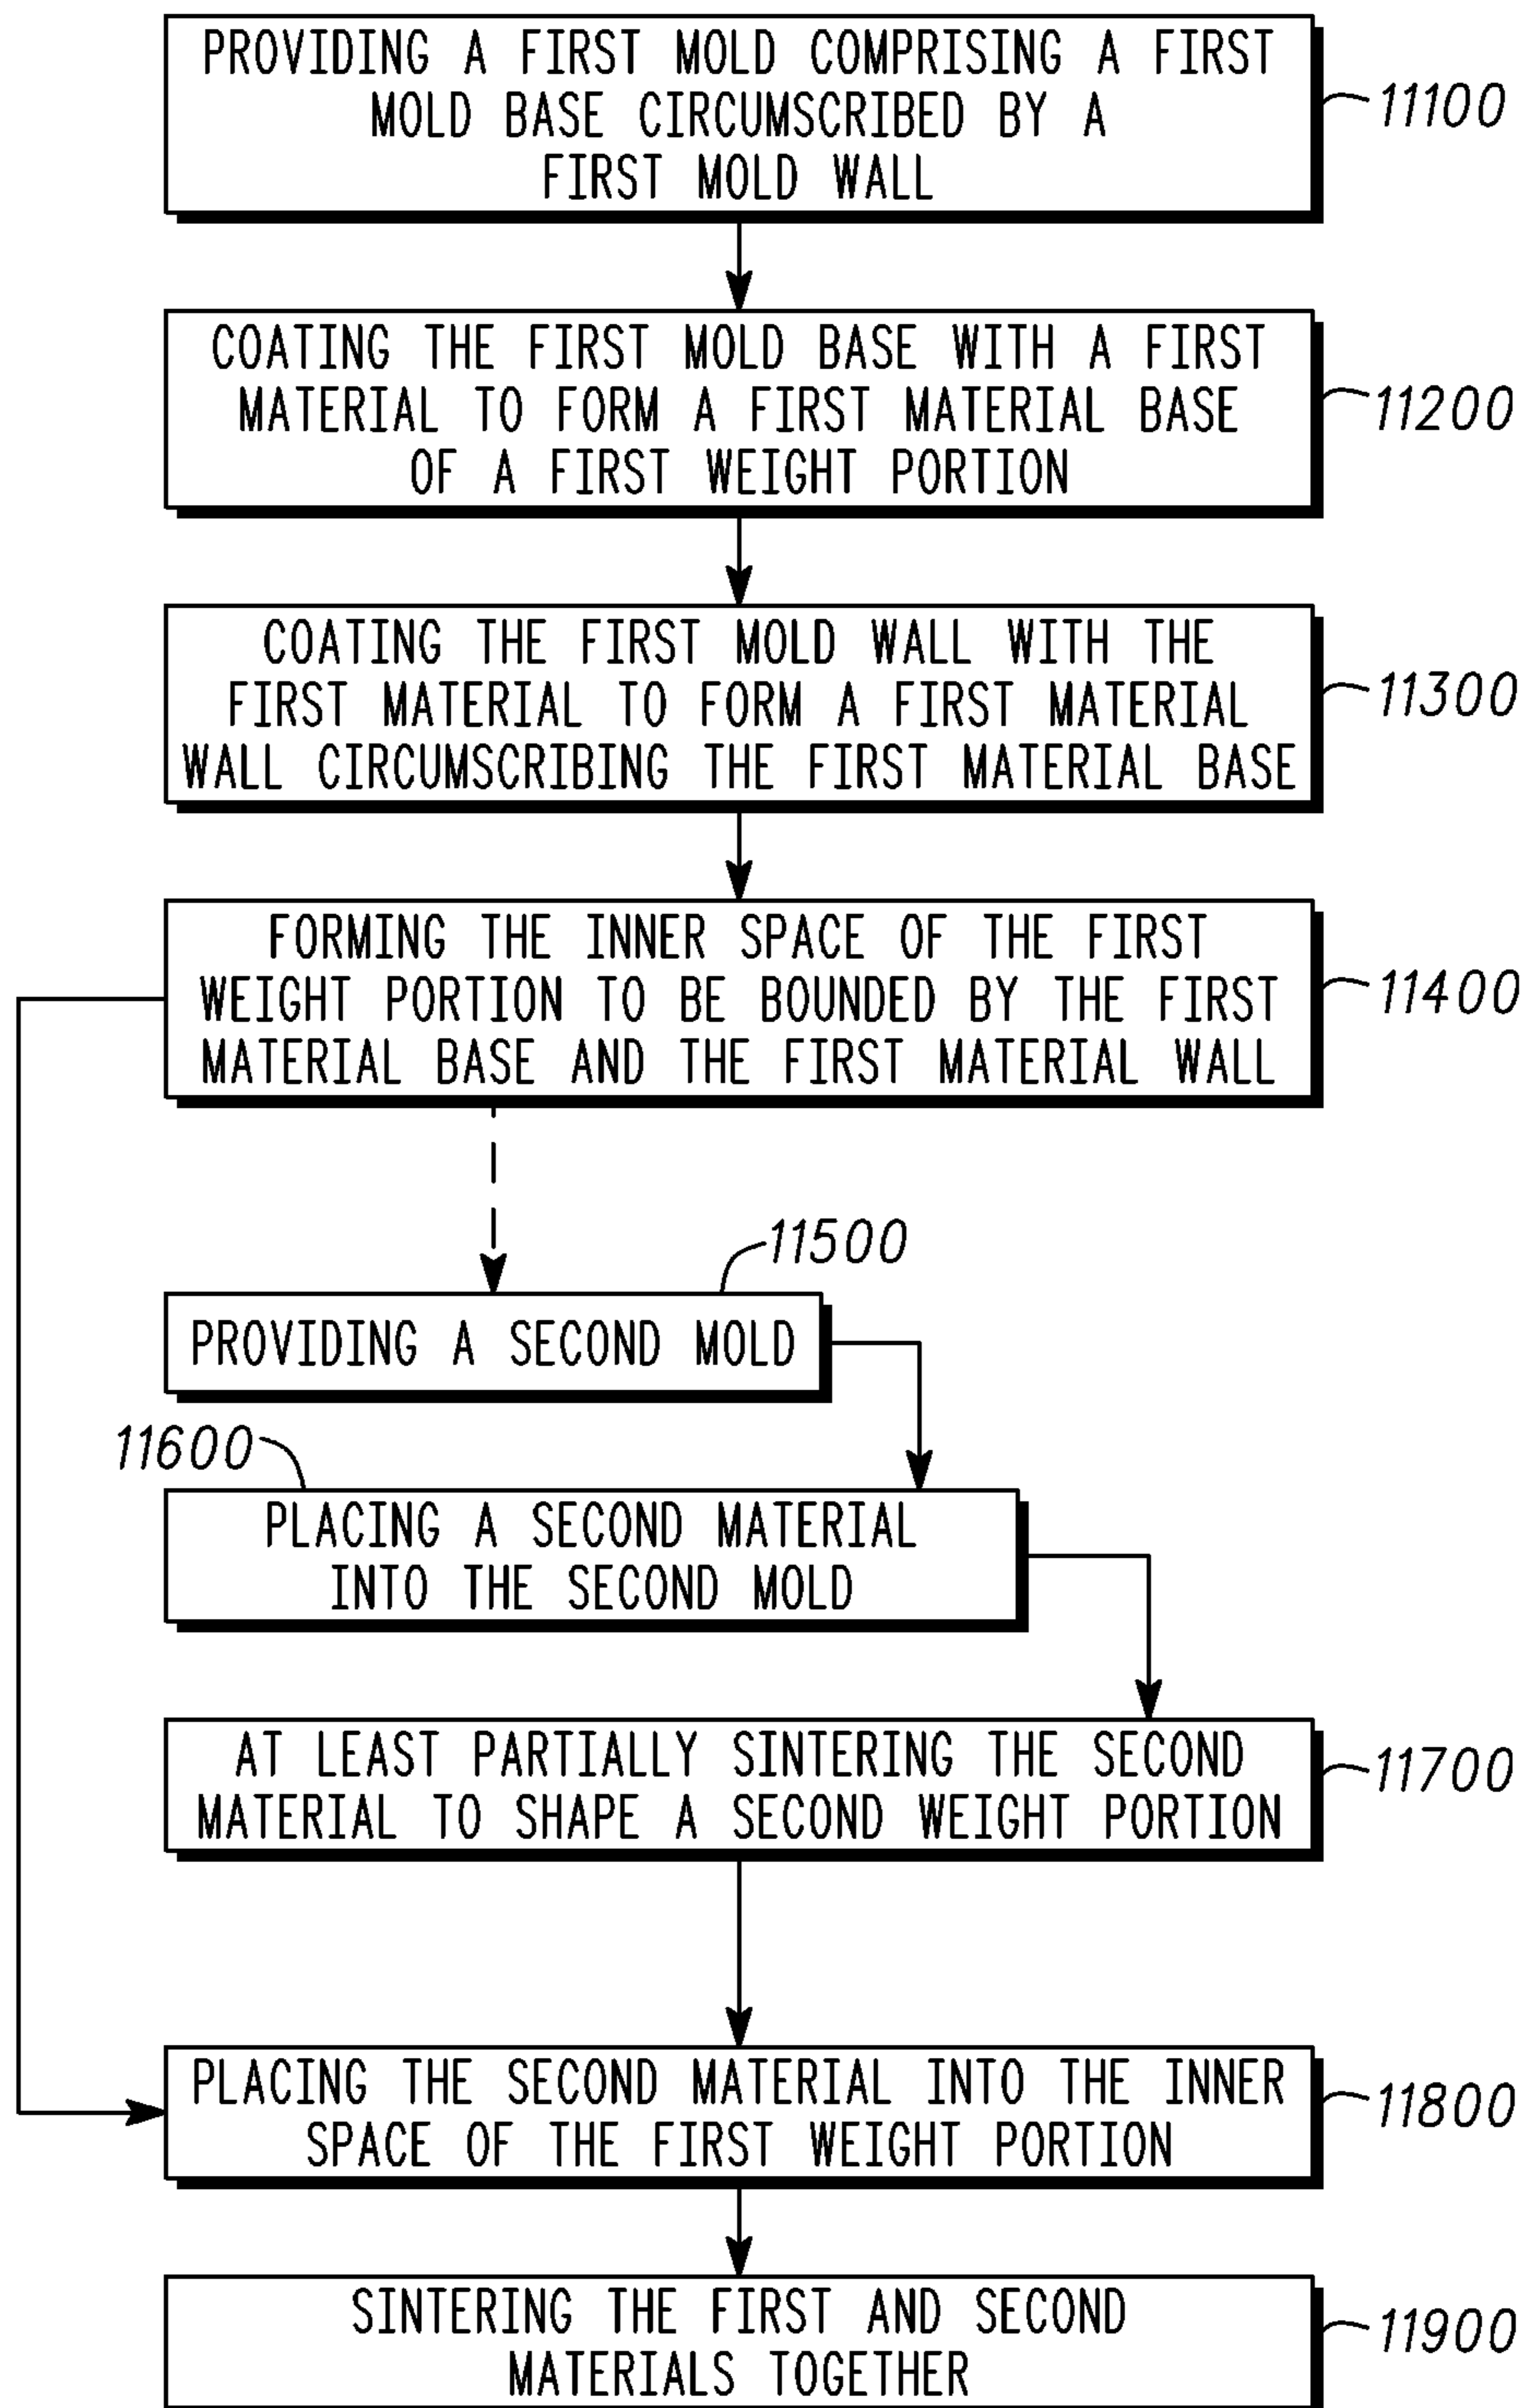 PROVIDING A FIRST MOLD COMPRISING A FIRST
MOLD BASE CIRCUMSCRIBED BY A
FIRST MOLD WALL
11100
COATING THE FIRST MOLD BASE WITH A FIRST
MATERIAL TO FORM A FIRST MATERIAL BASE
OF A FIRST WEIGHT PORTION
11200
COATING THE FIRST MOLD WALL WITH THE
FIRST MATERIAL TO FORM A FIRST MATERIAL
WALL CIRCUMSCRIBING THE FIRST MATERIAL BASE
11300
FORMING THE INNER SPACE OF THE FIRST
WEIGHT PORTION TO BE BOUNDED BY THE FIRST
MATERIAL BASE AND THE FIRST MATERIAL WALL
11400
11500
PROVIDING A SECOND MOLD
11600
PLACING A SECOND MATERIAL
INTO THE SECOND MOLD
AT LEAST PARTIALLY SINTERING THE SECOND
MATERIAL TO SHAPE A SECOND WEIGHT PORTION
11700
PLACING THE SECOND MATERIAL INTO THE INNER
SPACE OF THE FIRST WEIGHT PORTION
11800
SINTERING THE FIRST AND SECOND
MATERIALS TOGETHER
11900